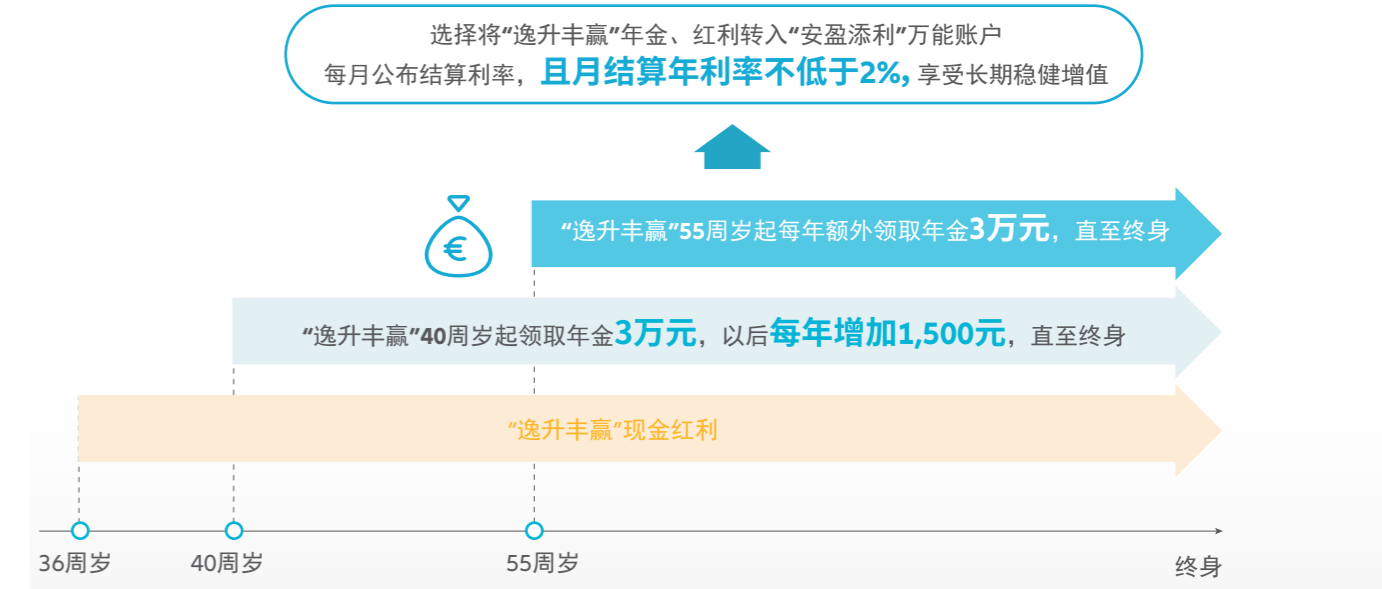 选择将“逸升丰赢”年金、红利转入“安盈添利”万能账户
每月公布结算利率，且月结算年利率不低于2%,享受长期稳健增值
“逸升丰赢”55周岁起每年额外领取年金3万元，直至终身
€
“逸升丰赢”40周岁起领取年金3万元，以后每年增加1,500元，直至终身
“逸升丰赢”现金红利
36周岁
40周岁
55周岁
终身